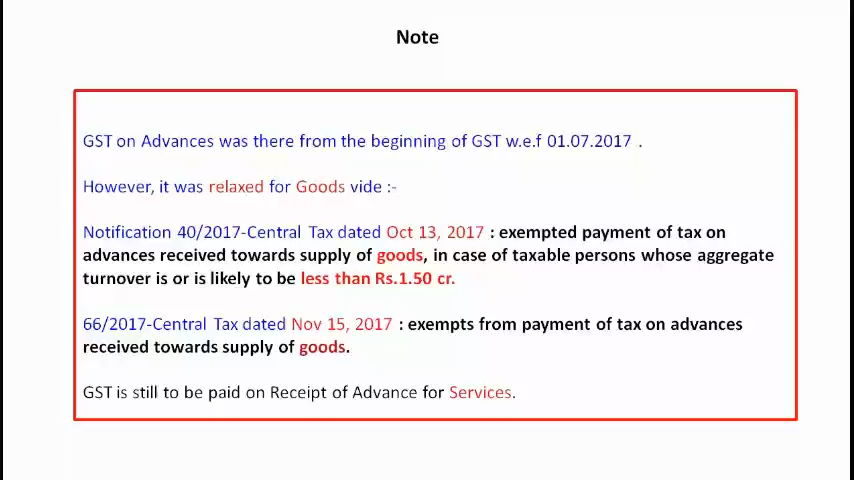 Note
GST on Advances was there from the beginning of GST w.e.f 01.07.2017 .
However, it was relaxed for Goods vide :-
Notification 40/2017-Central Tax dated Oct 13, 2017 : exempted payment of tax on
advances received towards supply of goods, in case of taxable persons whose aggregate
turnover is or is likely to be less than Rs.1.50 cr.
66/2017-Central Tax dated Nov 15, 2017 : exempts from payment of tax on advances
received towards supply of goods.
GST is still to be paid on Receipt of Advance for Services.